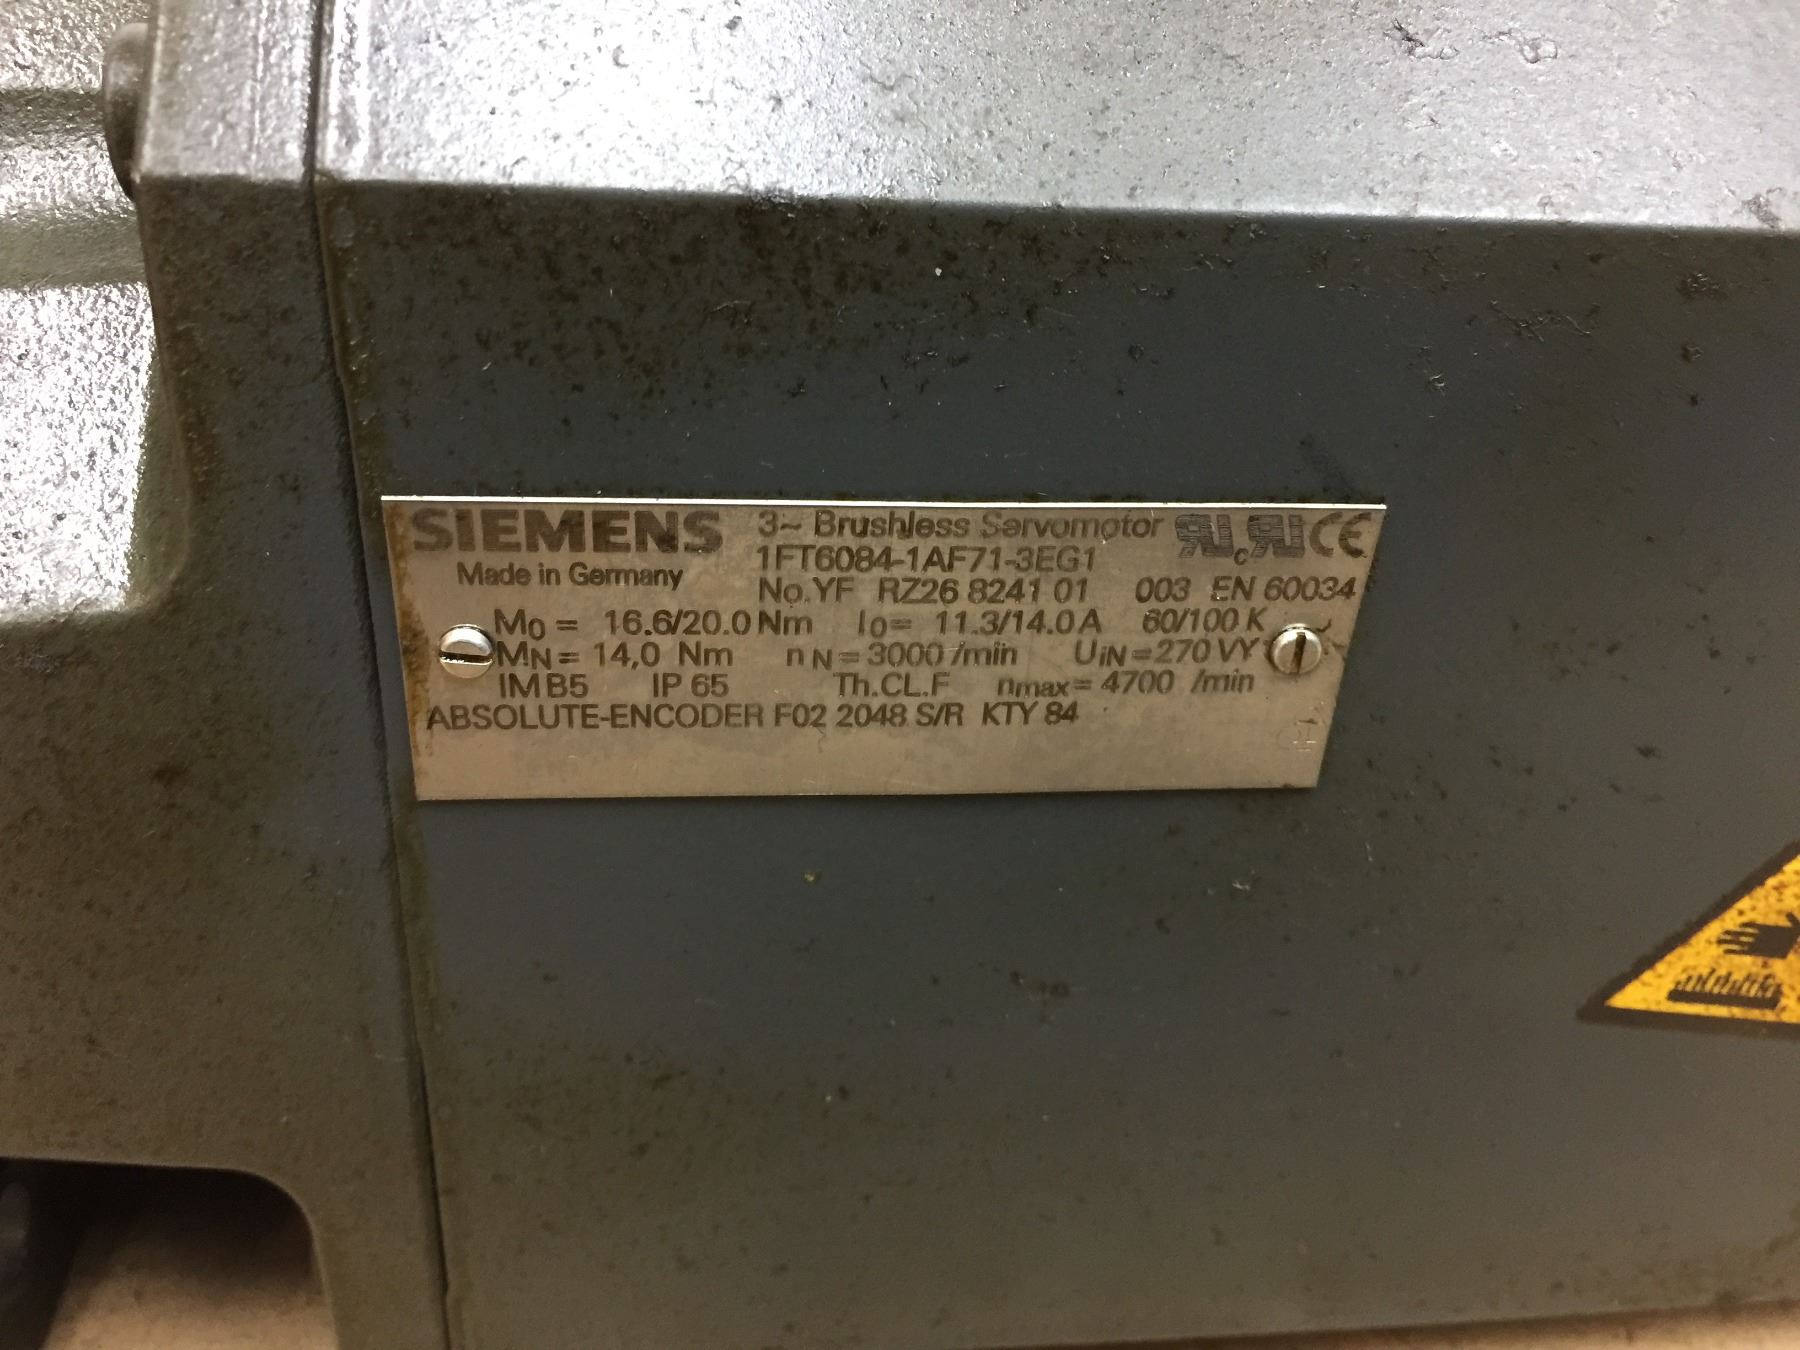 SIEMENS 3~ Brushless Servomotor
1FT6084-1AF71-3EG1
Made in Germany
No.YF RZ26 8241 01 003 EN 60034
M0 = 16.6/20.0 Nm I0= 11.3/14.0 A 60/100 K
MN = 14,0 Nm nN = 3000 /min UiN=270 VY
IM B5 IP 65 Th.CL.F nmax = 4700 /min
ABSOLUTE-ENCODER F02 2048 S/R KTY 84